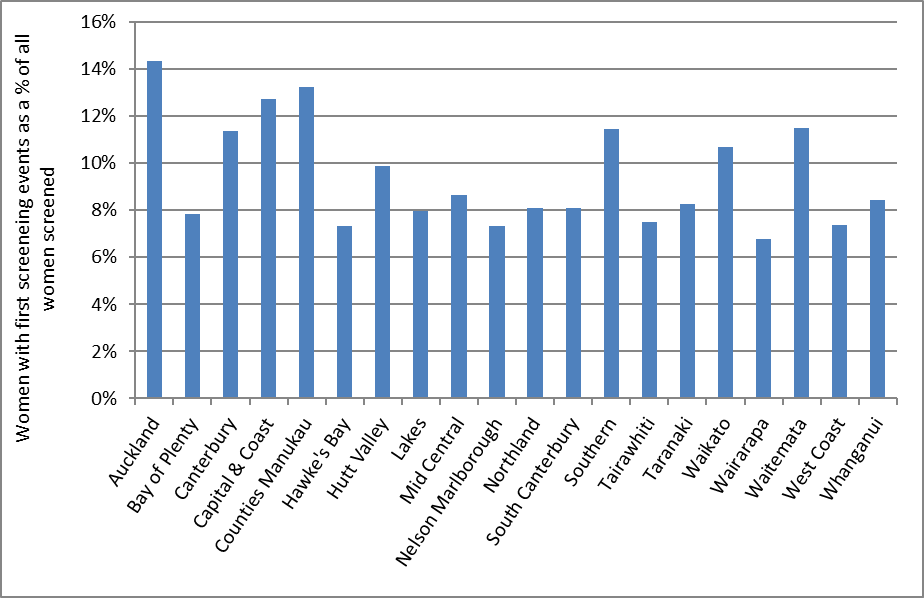 Women with first screeneing events as a % of all
women screened
16%
14%
12%
10%
8%
6%
4%
2%
0%
Auckland
Bay of Plenty
Canterbury
Capital & Coast
Counties Manukau
Hawke's Bay
Hutt Valley
Lakes
Mid Central
Nelson Marlborough
Northland
South Canterbury
Southern
Tairawhiti
Taranaki
Waikato
Wairarapa
Waitemata
West Coast
Whanganui